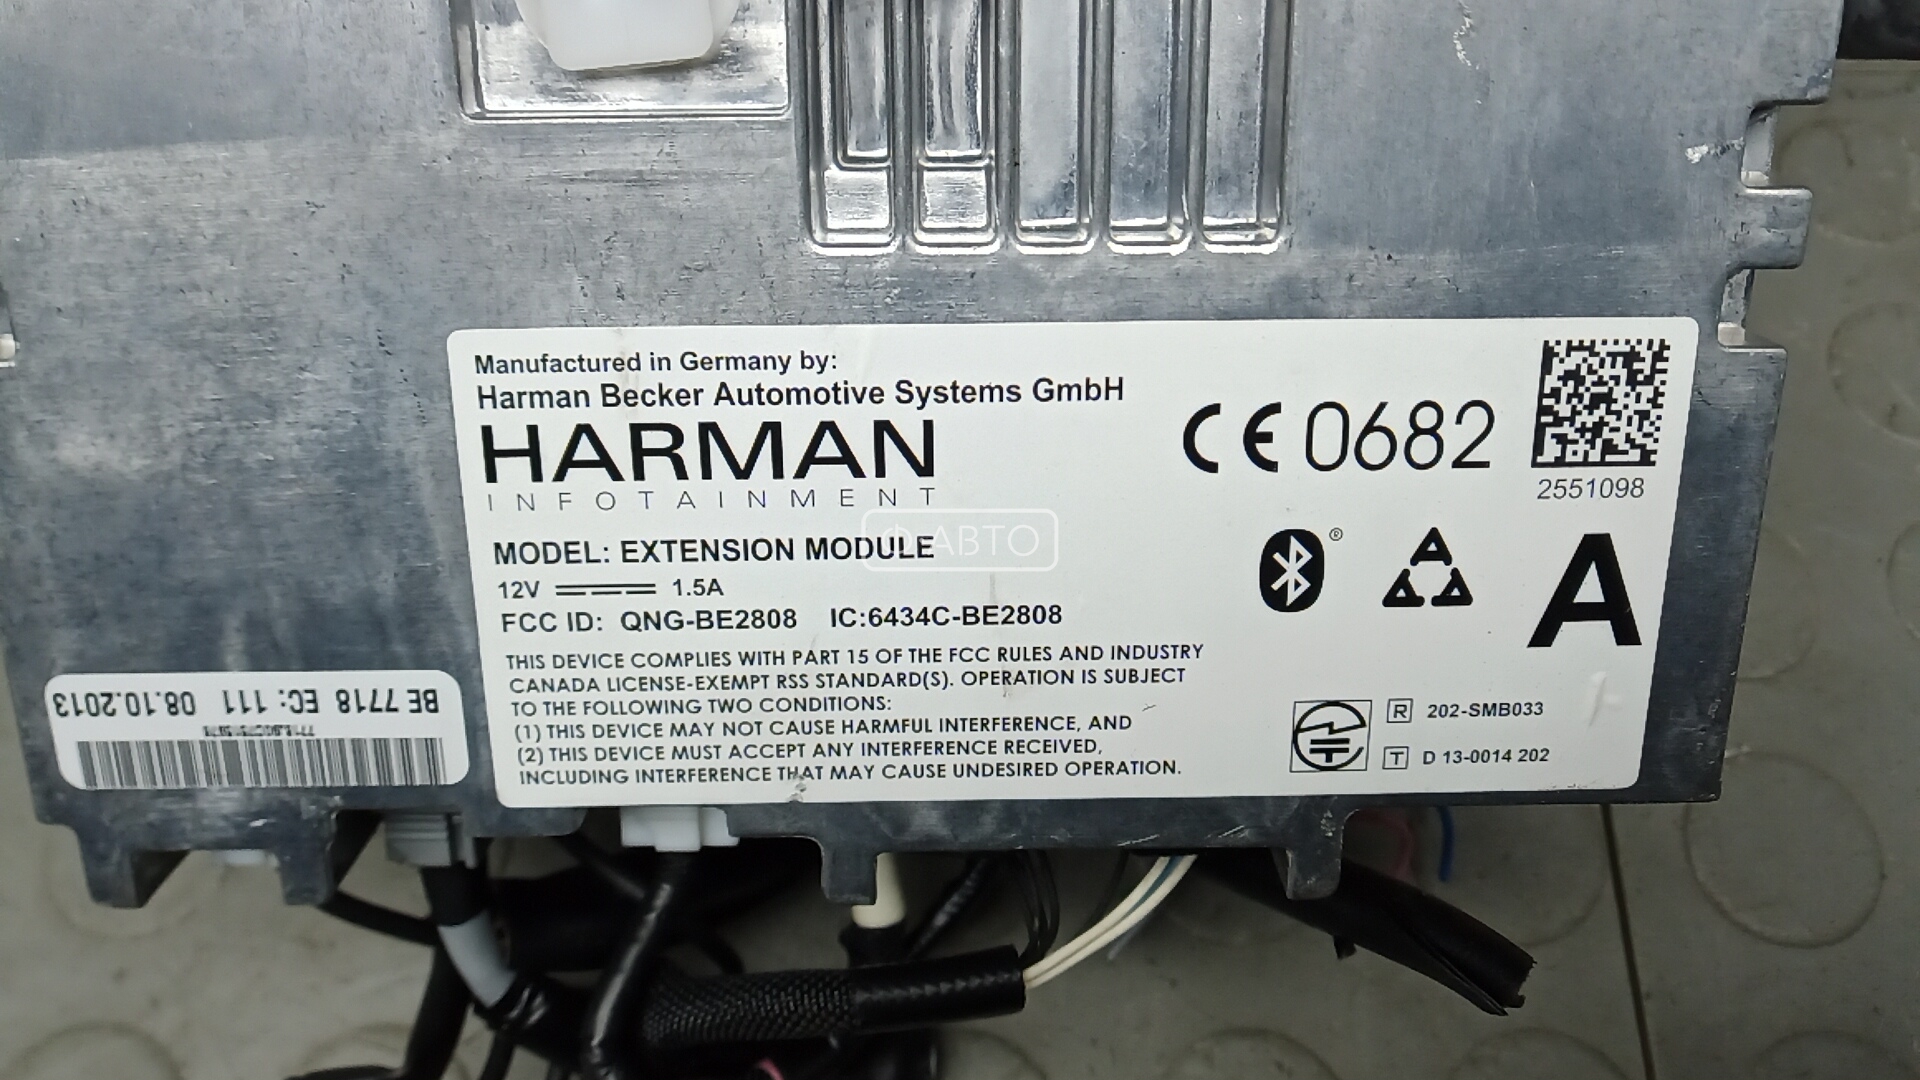 Manufactured in Germany by:
Harman Becker Automotive Systems GmbH
HARMAN
INFOTAINMENT
CE 0682
2551098
MODEL: EXTENSION MODULE
12V 1.5A
FCC ID: QNG-BE2808 IC:6434C-BE2808
THIS DEVICE COMPLIES WITH PART 15 OF THE FCC RULES AND INDUSTRY
CANADA LICENSE-EXEMPT RSS STANDARD(S). OPERATION IS SUBJECT
TO THE FOLLOWING TWO CONDITIONS:
(1) THIS DEVICE MAY NOT CAUSE HARMFUL INTERFERENCE, AND
(2) THIS DEVICE MUST ACCEPT ANY INTERFERENCE RECEIVED,
INCLUDING INTERFERENCE THAT MAY CAUSE UNDESIRED OPERATION.
®
A
R 202-SMB033
T D 13-0014 202
BE 7718 EC: 111 08.10.2013
АВТО